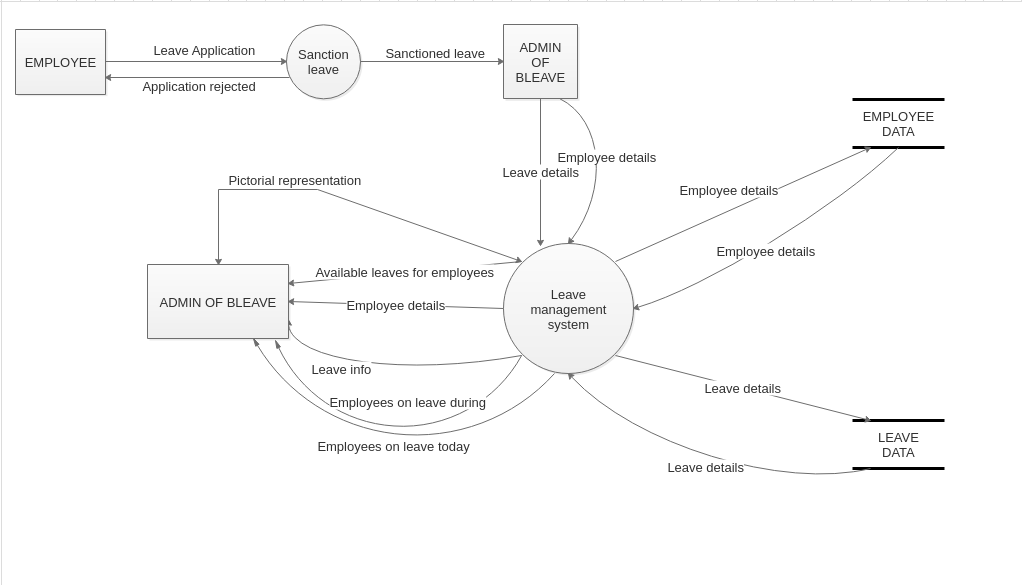 EMPLOYEE
Leave Application
Application rejected
Sanction
leave
Sanctioned leave
ADMIN
OF
BLEAVE
EMPLOYEE
DATA
Employee details
Leave details
Pictorial representation
Employee details
Employee details
Available leaves for employees
ADMIN OF BLEAVE
Employee details
Leave
management
system
Leave info
Leave details
Employees on leave during
Employees on leave today
LEAVE
DATA
Leave details